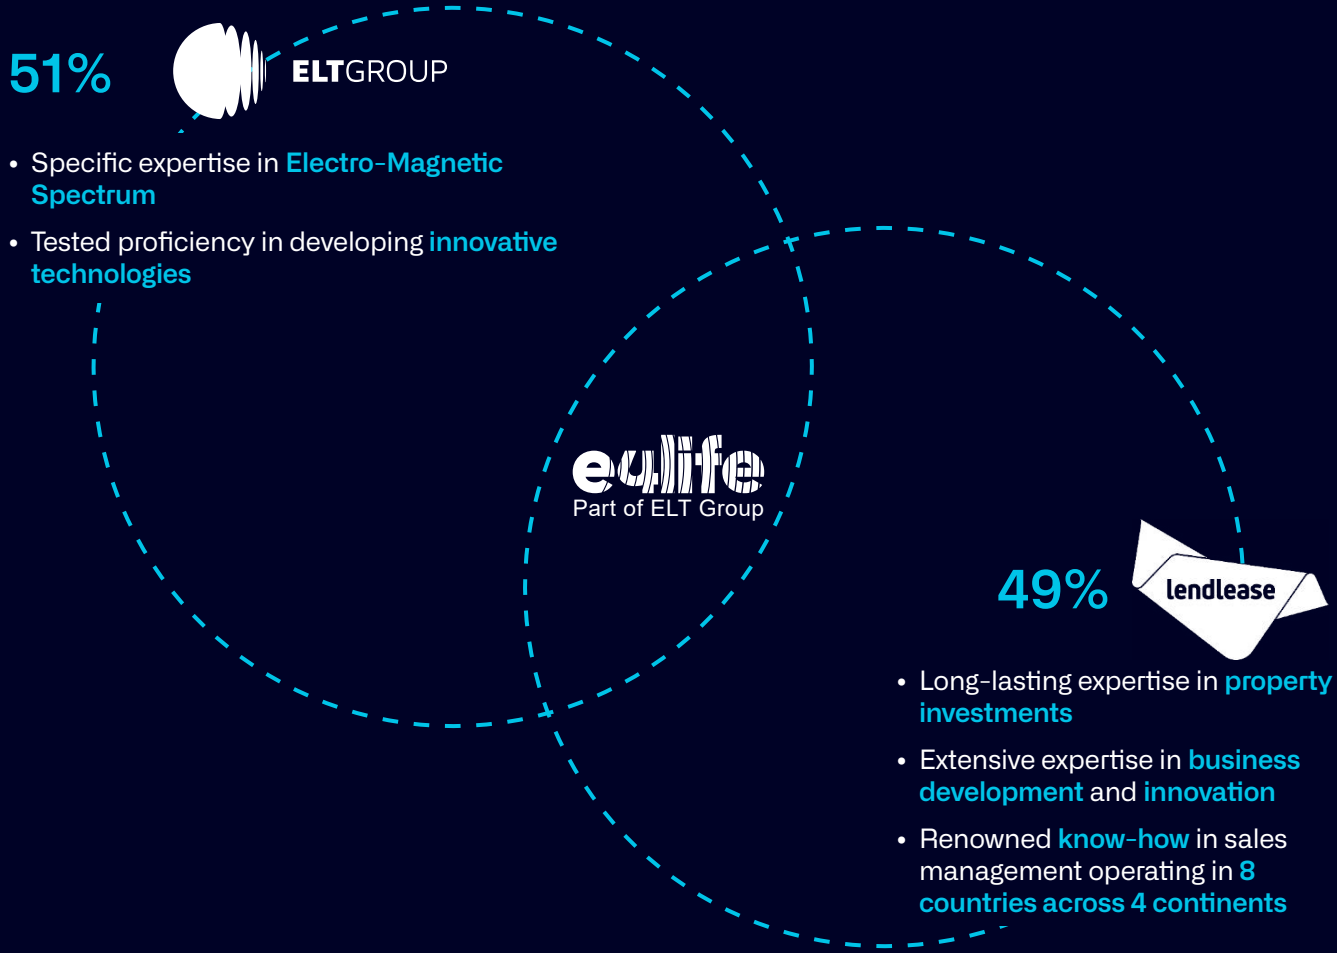 51%
ELTGROUP
• Specific expertise in Electro-Magnetic
Spectrum
• Tested proficiency in developing innovative
technologies
e4life
Part of ELT Group
49%
lendlease
• Long-lasting expertise in property
investments
• Extensive expertise in business
development and innovation
• Renowned know-how in sales
management operating in 8
countries across 4 continents